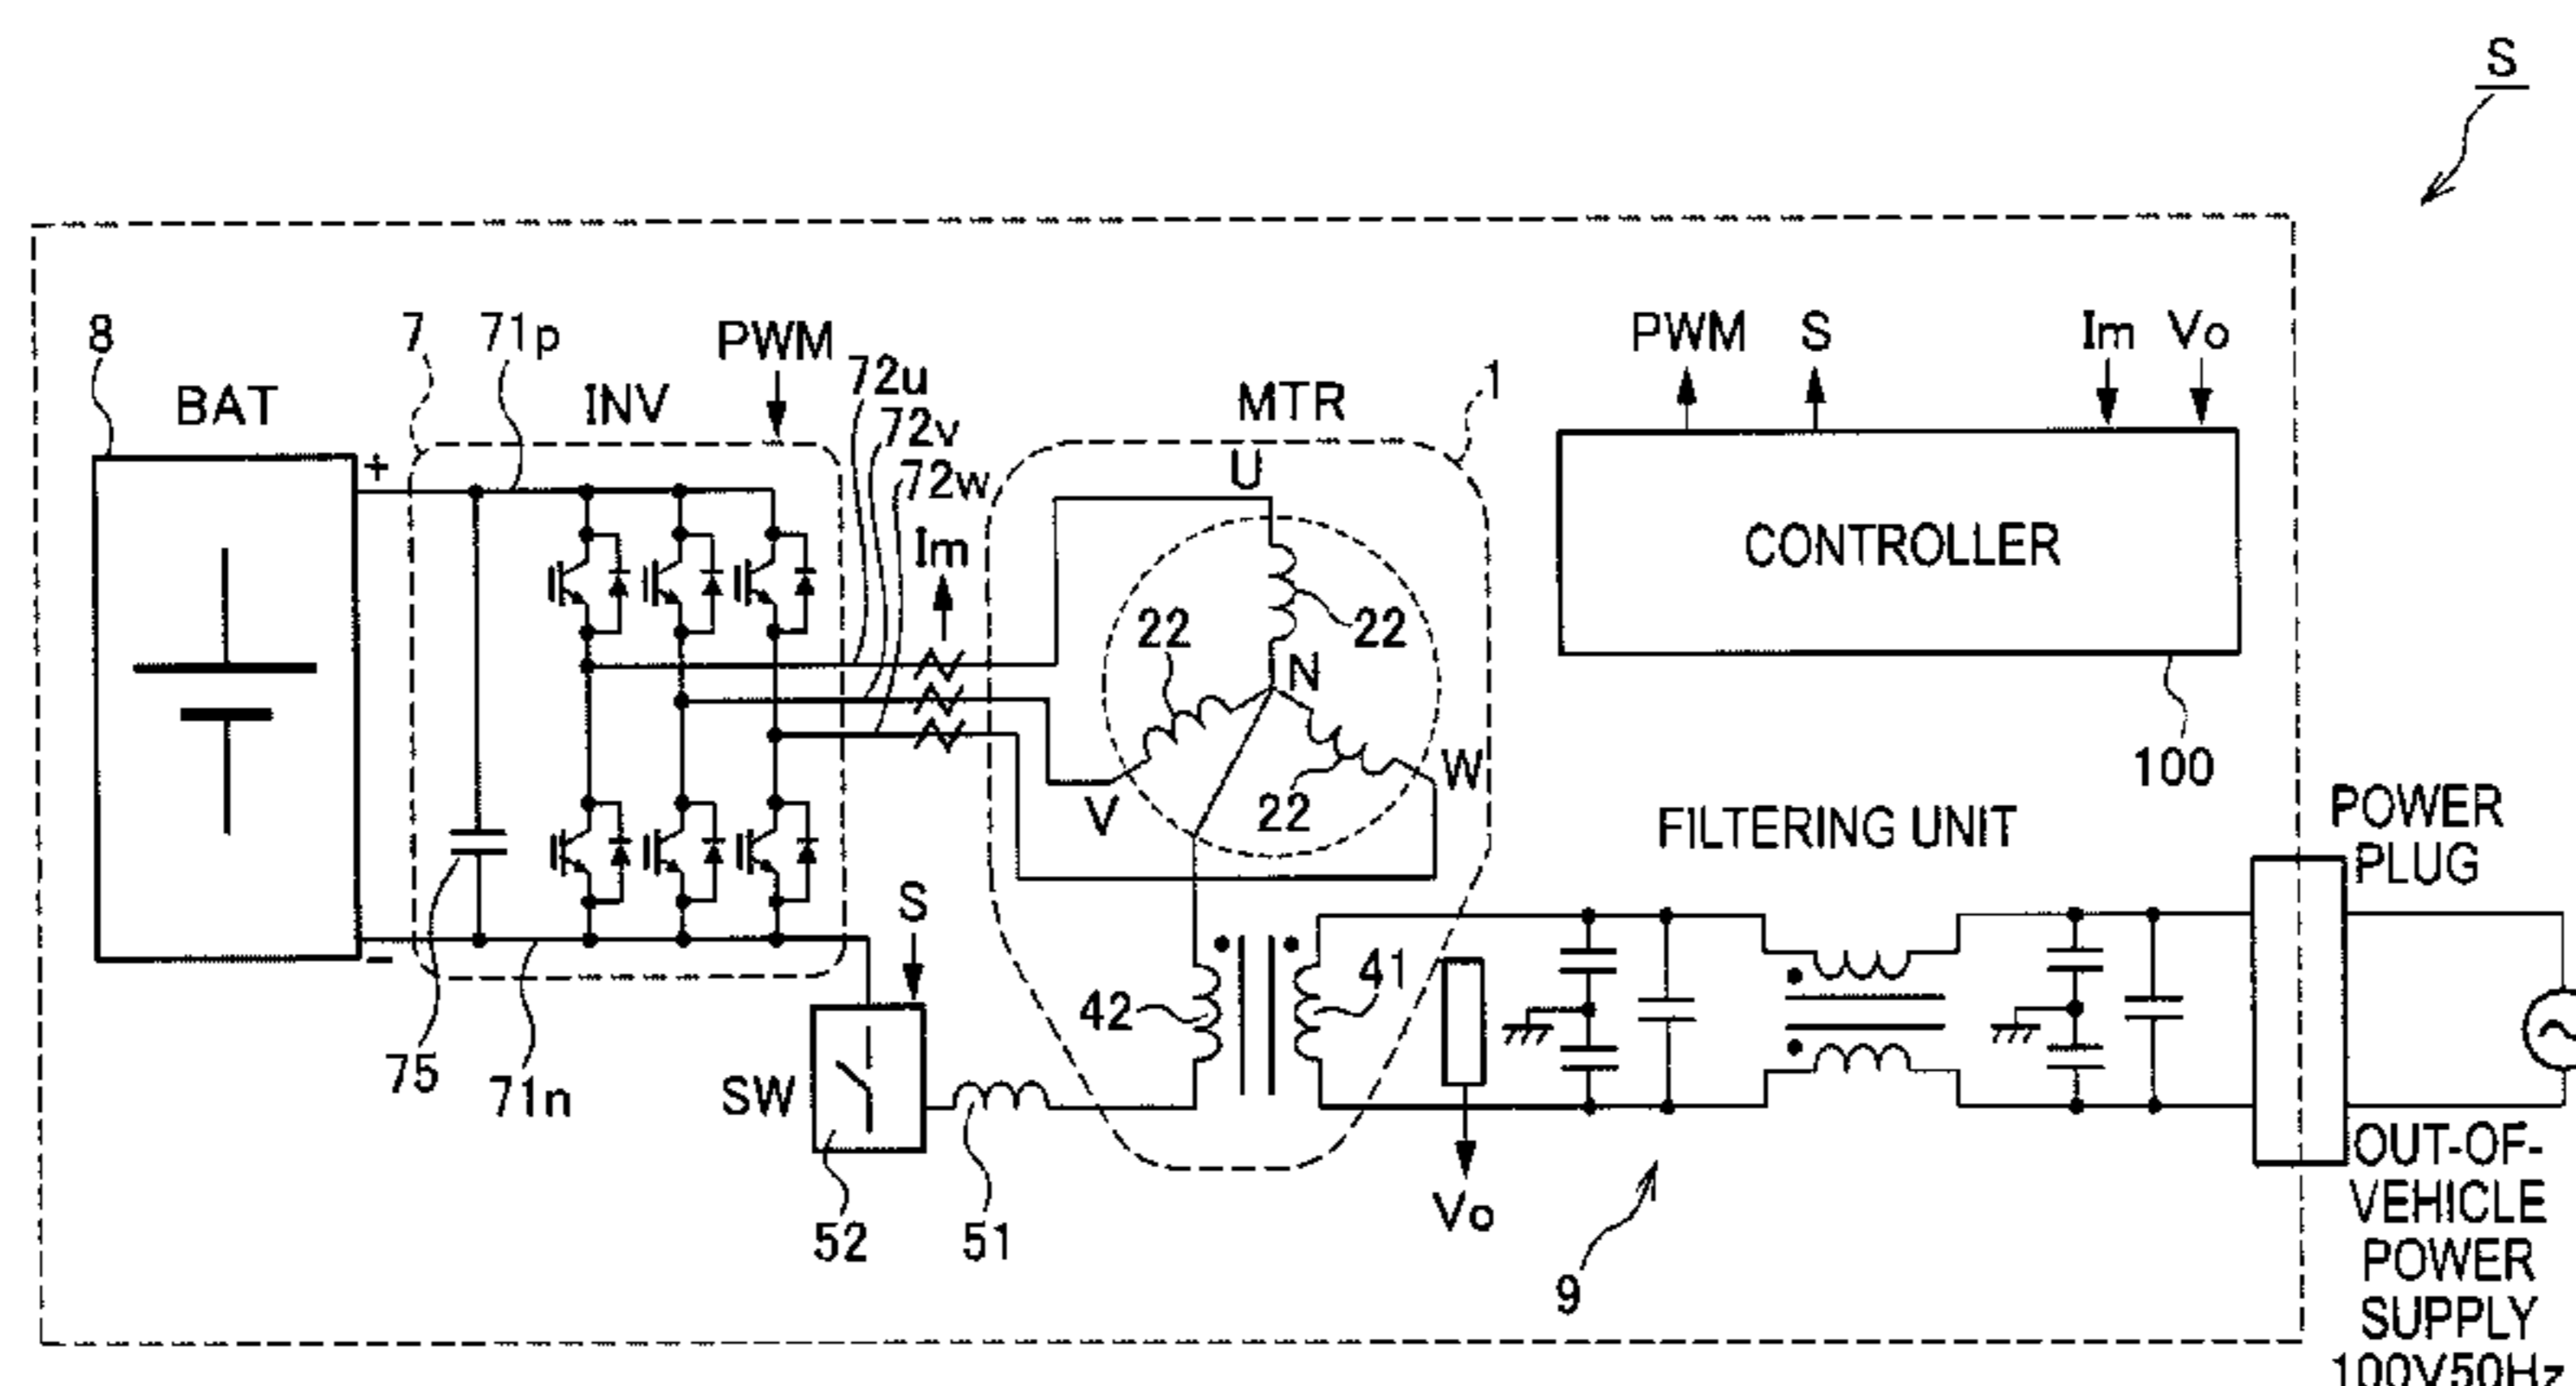 S
8
BAT
7
71p
INV
PWM
72u
72v
72w
Im
MTR
1
PWM
S
Im
Vo
CONTROLLER
100
+
−
U
22
22
N
22
V
W
75
71n
S
SW
52
51
42
41
Vo
FILTERING UNIT
9
POWER
PLUG
OUT-OF-
VEHICLE
POWER
SUPPLY
100V50Hz